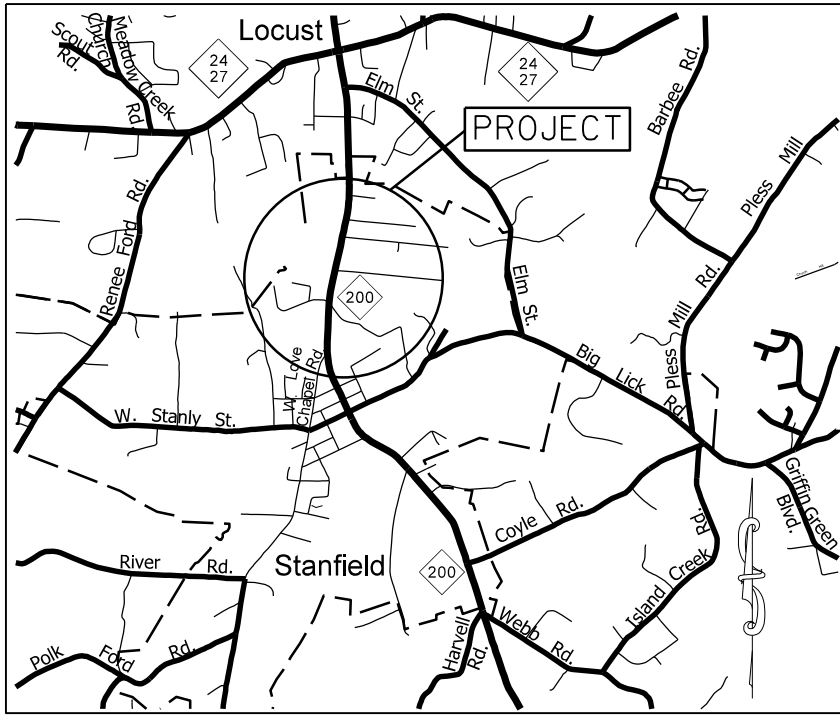 Locust
Meadow Creek
Church
Rd.
Scout
Rd.
24
27
24
27
Elm St.
PROJECT
Barbee Rd.
Pless Mill
Rd.
Renee Ford Rd.
200
Elm
St.
Pless Mill
Big Lick Rd.
W. Love
Chapel Rd.
W. Stanly St.
Griffin Green
Blvd.
Coyle Rd.
Island Creek
Rd.
River Rd.
Stanfield
200
Polk Ford Rd.
Harvell
Rd.
Webb Rd.